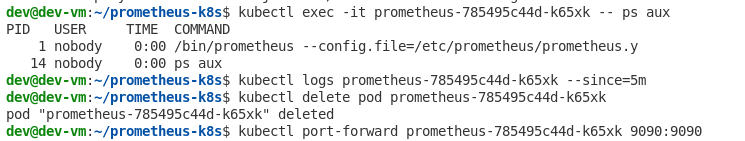 dev@dev-vm:~/prometheus-k8s$ kubectl exec -it prometheus-785495c44d-k65xk -- ps aux
PID   USER     TIME  COMMAND
    1 nobody    0:00 /bin/prometheus --config.file=/etc/prometheus/prometheus.y
   14 nobody    0:00 ps aux
dev@dev-vm:~/prometheus-k8s$ kubectl logs prometheus-785495c44d-k65xk --since=5m
dev@dev-vm:~/prometheus-k8s$ kubectl delete pod prometheus-785495c44d-k65xk
pod "prometheus-785495c44d-k65xk" deleted
dev@dev-vm:~/prometheus-k8s$ kubectl port-forward prometheus-785495c44d-k65xk 9090:9090